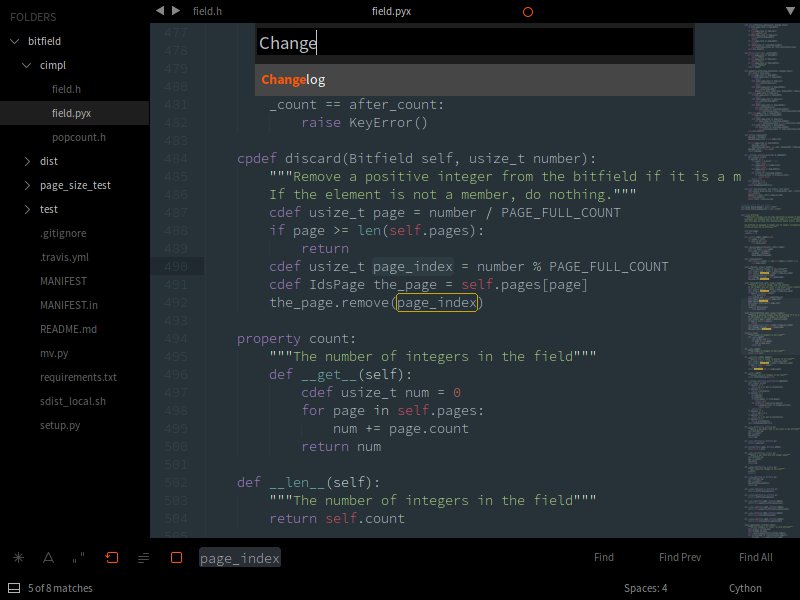 FOLDERS
bitfield
cimpl
field.h
field.pyx
popcount.h
dist
page_size_test
test
.gitignore
.travis.yml
MANIFEST
MANIFEST.in
README.md
mv.py
requirements.txt
sdist_local.sh
setup.py
field.h
field.pyx
Change
Changelog
477
478
479
480
481 _count == after_count:
482 raise KeyError()
483
484 cpdef discard(Bitfield self, usize_t number):
485 """Remove a positive integer from the bitfield if it is a m
486 If the element is not a member, do nothing."""
487 cdef usize_t page = number / PAGE_FULL_COUNT
488 if page >= len(self.pages):
489 return
490 cdef usize_t page_index = number % PAGE_FULL_COUNT
491 cdef IdsPage the_page = self.pages[page]
492 the_page.remove(page_index)
493
494 property count:
495 """The number of integers in the field"""
496 def __get__(self):
497 cdef usize_t num = 0
498 for page in self.pages:
499 num += page.count
500 return num
501
502 def __len__(self):
503 """The number of integers in the field"""
504 return self.count
page_index
Find
Find Prev
Find All
5 of 8 matches
Spaces: 4
Cython